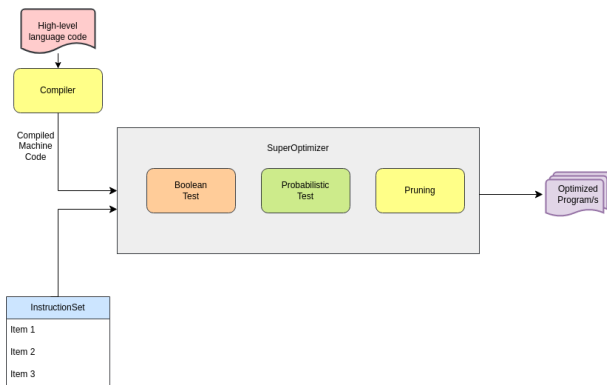 High-level
language code
Compiler
Compiled
Machine
Code
SuperOptimizer
Boolean
Test
Probabilistic
Test
Pruning
Optimized
Program/s
InstructionSet
Item 1
Item 2
Item 3